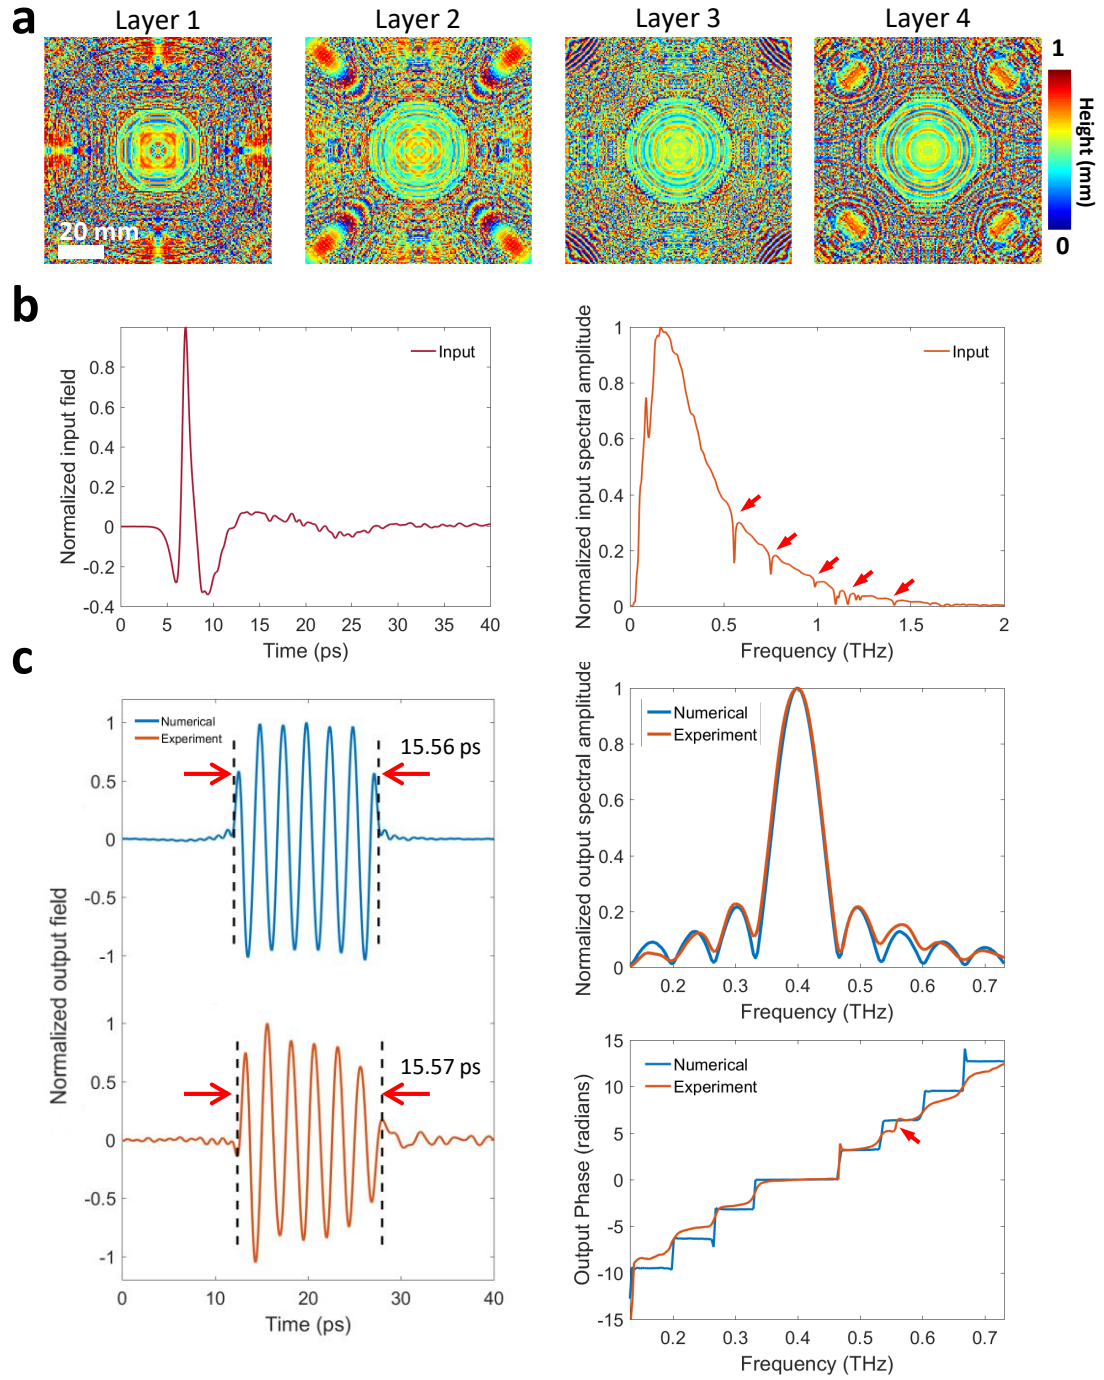 a
Layer 1
Layer 2
Layer 3
Layer 4
1
Height (mm)
0
20 mm
b
Normalized input field
0.8
0.6
0.4
0.2
0
-0.2
-0.4
0 5 10 15 20 25 30 35 40
Time (ps)
Input
Normalized input spectral amplitude
1
0.8
0.6
0.4
0.2
0
0 0.5 1 1.5 2
Frequency (THz)
Input
c
Normalized output field
Numerical
Experiment
1
0.5
0
-0.5
-1
15.56 ps
1
0.5
0
-0.5
-1
15.57 ps
0 10 20 30 40
Time (ps)
Normalized output spectral amplitude
1
0.8
0.6
0.4
0.2
0
Numerical
Experiment
0.2 0.3 0.4 0.5 0.6 0.7
Frequency (THz)
Output Phase (radians)
15
10
5
0
-5
-10
-15
Numerical
Experiment
0.2 0.3 0.4 0.5 0.6 0.7
Frequency (THz)